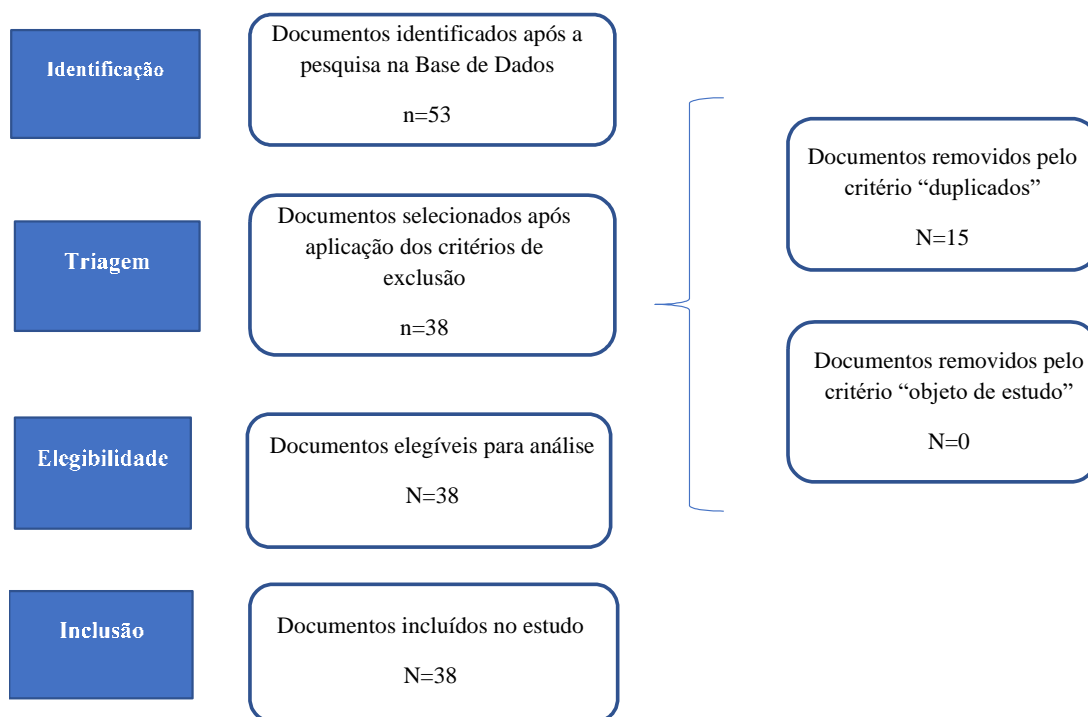 Identificação
Documentos identificados após a
pesquisa na Base de Dados
n=53
Triagem
Documentos selecionados após
aplicação dos critérios de
exclusão
n=38
Documentos removidos pelo
critério “duplicados”
N=15
Documentos removidos pelo
critério “objeto de estudo”
N=0
Elegibilidade
Documentos elegíveis para análise
N=38
Inclusão
Documentos incluídos no estudo
N=38